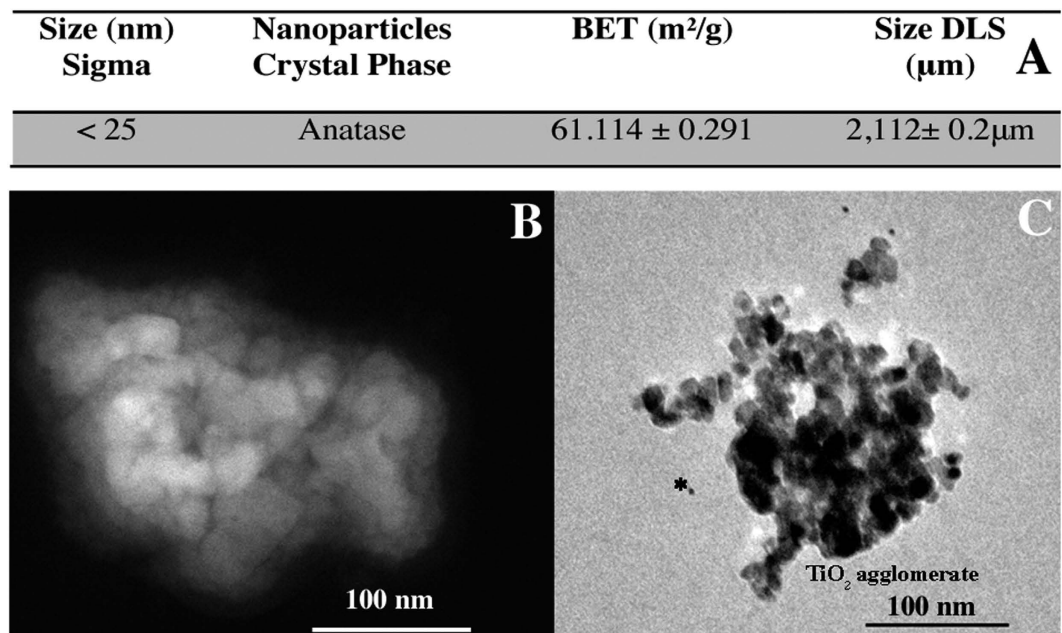 Size (nm) Nanoparticles BET (m²/g) Size DLS
Sigma Crystal Phase (µm) A
< 25 Anatase 61.114 ± 0.291 2,112± 0.2µm
B
C
*
TiO₂ agglomerate
100 nm
100 nm